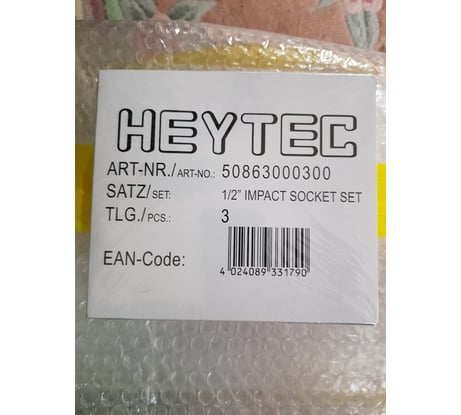 HEYTEC
ART-NR./ART-NO.: 50863000300
SATZ/SET: 1/2" IMPACT SOCKET SET
TLG./PCS.: 3
EAN-Code:
4 024089 331790